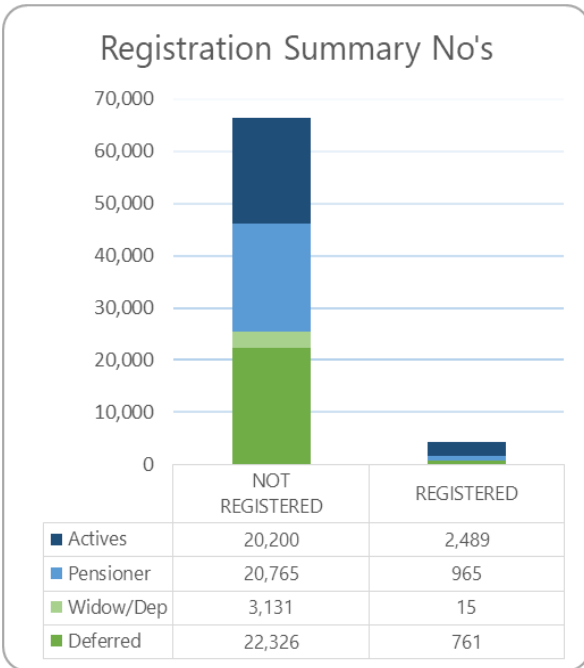 Registration Summary No's
70,000
60,000
50,000
40,000
30,000
20,000
10,000
0
NOT REGISTERED
REGISTERED
Actives 20,200 2,489
Pensioner 20,765 965
Widow/Dep 3,131 15
Deferred 22,326 761